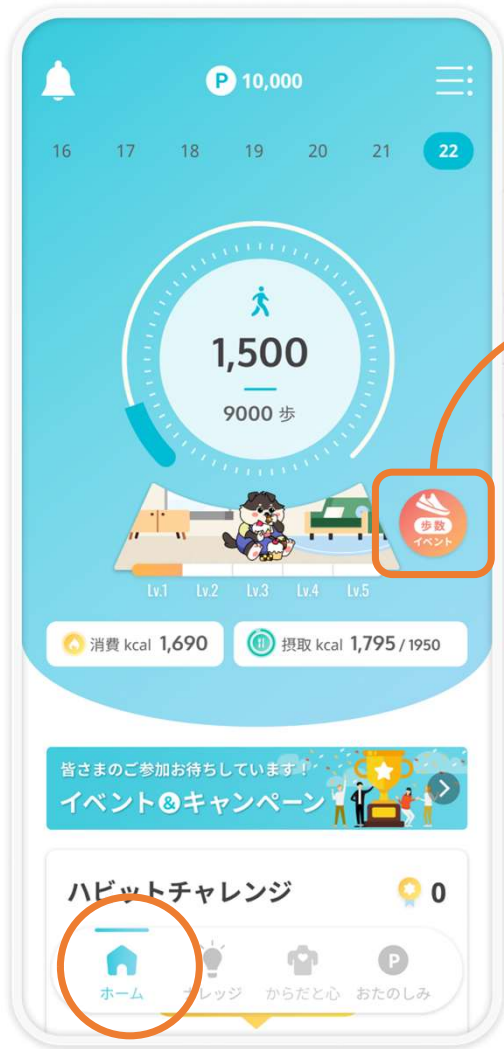 P 10,000
16 17 18 19 20 21 22
1,500
9000 歩
歩数
イベント
Lv.1 Lv.2 Lv.3 Lv.4 Lv.5
消費 kcal 1,690 摂取 kcal 1,795 / 1950
皆さまのご参加お待ちしています!
イベント&キャンペーン
ハビットチャレンジ 0
ホーム ナレッジ からだと心 P おたのしみ